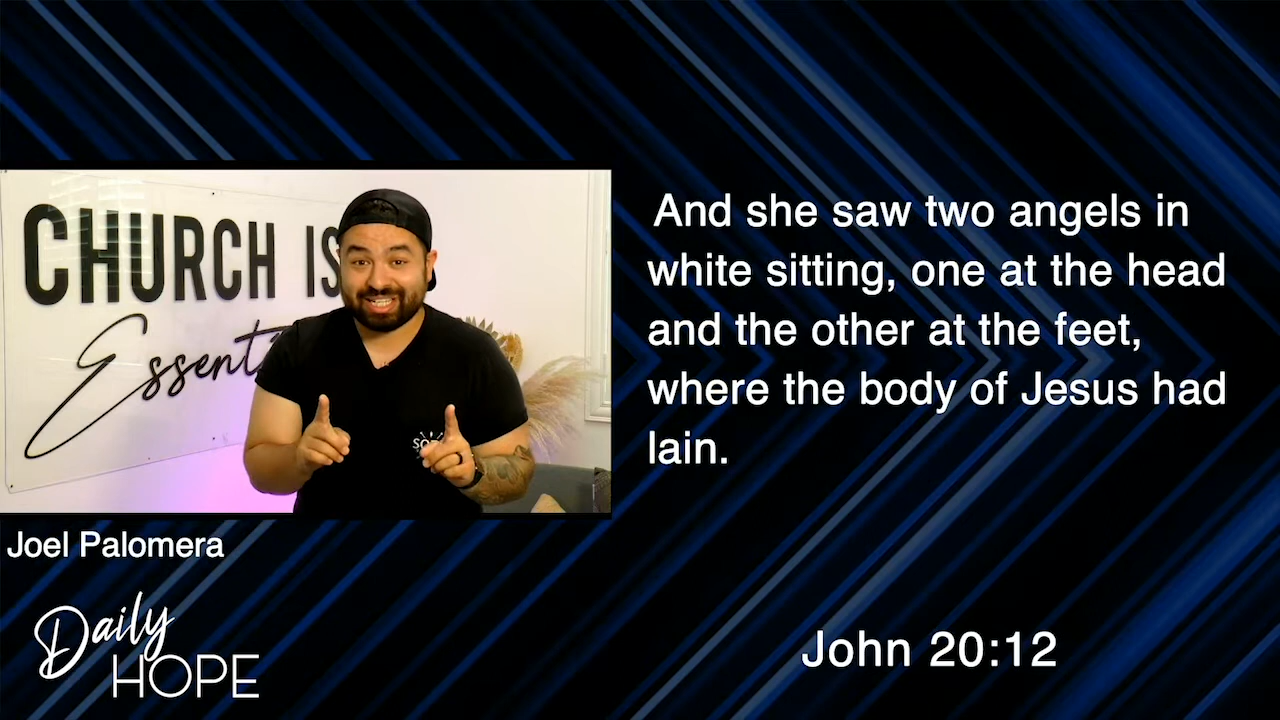 CHURCH IS
Essent
And she saw two angels in
white sitting, one at the head
and the other at the feet,
where the body of Jesus had
lain.
Joel Palomera
Daily
HOPE
John 20:12